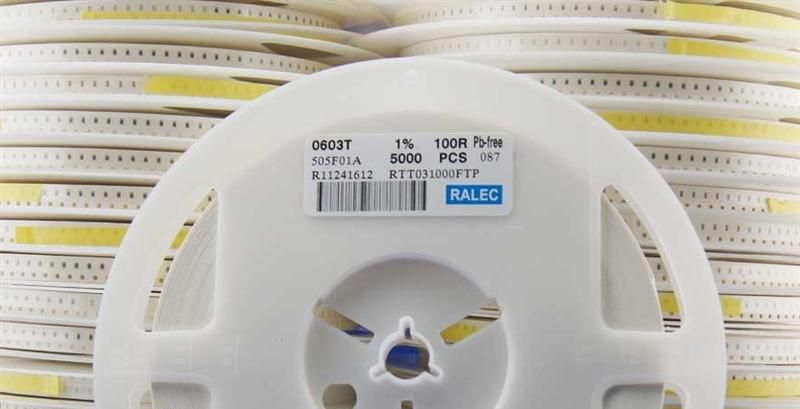 0603T 1% 100R Pb-free
505F01A 5000 PCS 087
R11241612 RTT031000FTP
RALEC